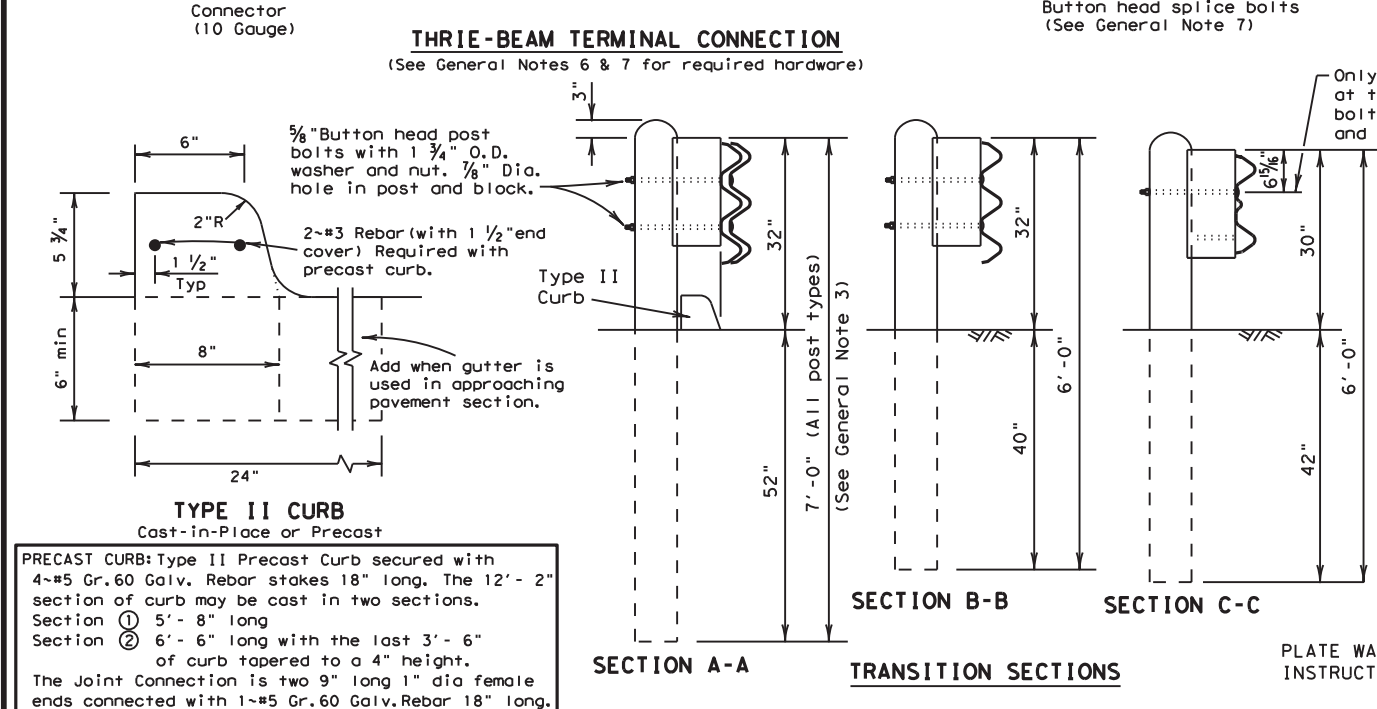 Connector
(10 Gauge)
Button head splice bolts
(See General Note 7)
THRIE-BEAM TERMINAL CONNECTION
(See General Notes 6 & 7 for required hardware)
6"
5 3/4"
2"R
1 1/2"
Typ
6" min
8"
24"
5/8"Button head post
bolts with 1 3/4" O.D.
washer and nut. 7/8" Dia.
hole in post and block.
2~#3 Rebar(with 1 1/2"end
cover) Required with
precast curb.
Add when gutter is
used in approaching
pavement section.
TYPE II CURB
Cast-in-Place or Precast
PRECAST CURB: Type II Precast Curb secured with
4~#5 Gr.60 Galv. Rebar stakes 18" long. The 12'- 2"
section of curb may be cast in two sections.
Section ① 5'- 8" long
Section ② 6'- 6" long with the last 3'- 6"
of curb tapered to a 4" height.
The Joint Connection is two 9" long 1" dia female
ends connected with 1~#5 Gr.60 Galv.Rebar 18" long.
3"
Type II
Curb
32"
52"
7'-0" (All post types)
(See General Note 3)
SECTION A-A
32"
40"
6'-0"
SECTION B-B
Only
at t
bolt
and
6 15/16"
30"
42"
6'-0"
SECTION C-C
TRANSITION SECTIONS
PLATE WA
INSTRUCT